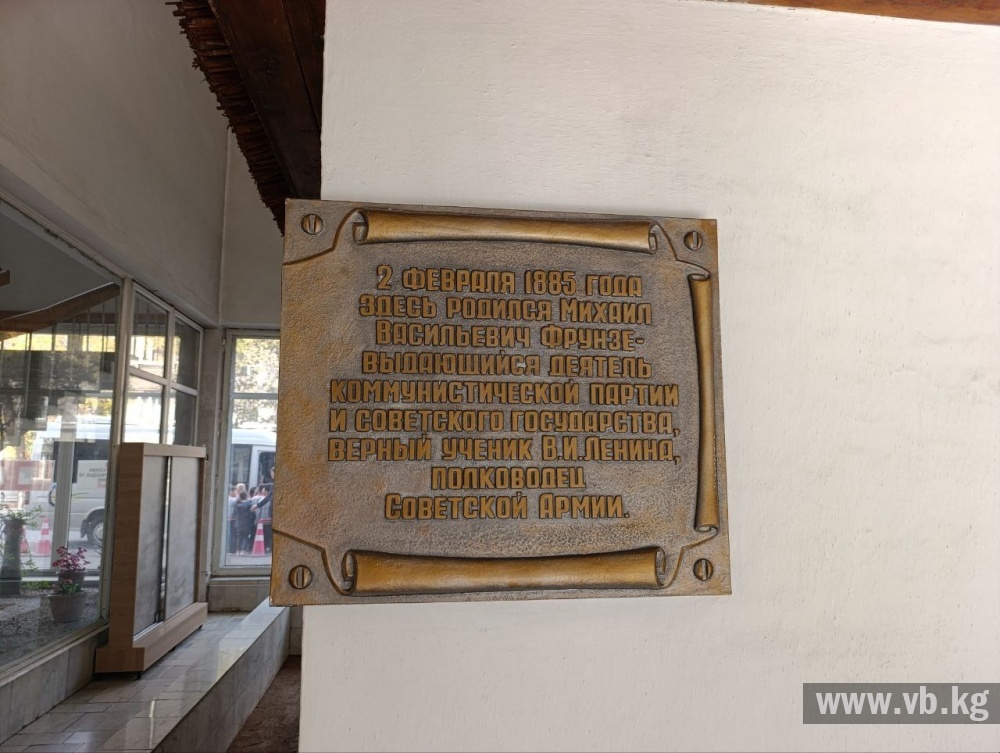 2 ФЕВРАЛЯ 1885 ГОДА
ЗДЕСЬ РОДИЛСЯ МИХАИЛ
ВАСИЛЬЕВИЧ ФРУНЗЕ-
ВЫДАЮЩИЙСЯ ДЕЯТЕЛЬ
КОММУНИСТИЧЕСКОЙ ПАРТИИ
И СОВЕТСКОГО ГОСУДАРСТВА,
ВЕРНЫЙ УЧЕНИК В.И.ЛЕНИНА,
ПОЛКОВОДЕЦ
СОВЕТСКОЙ АРМИИ.
www.vb.kg